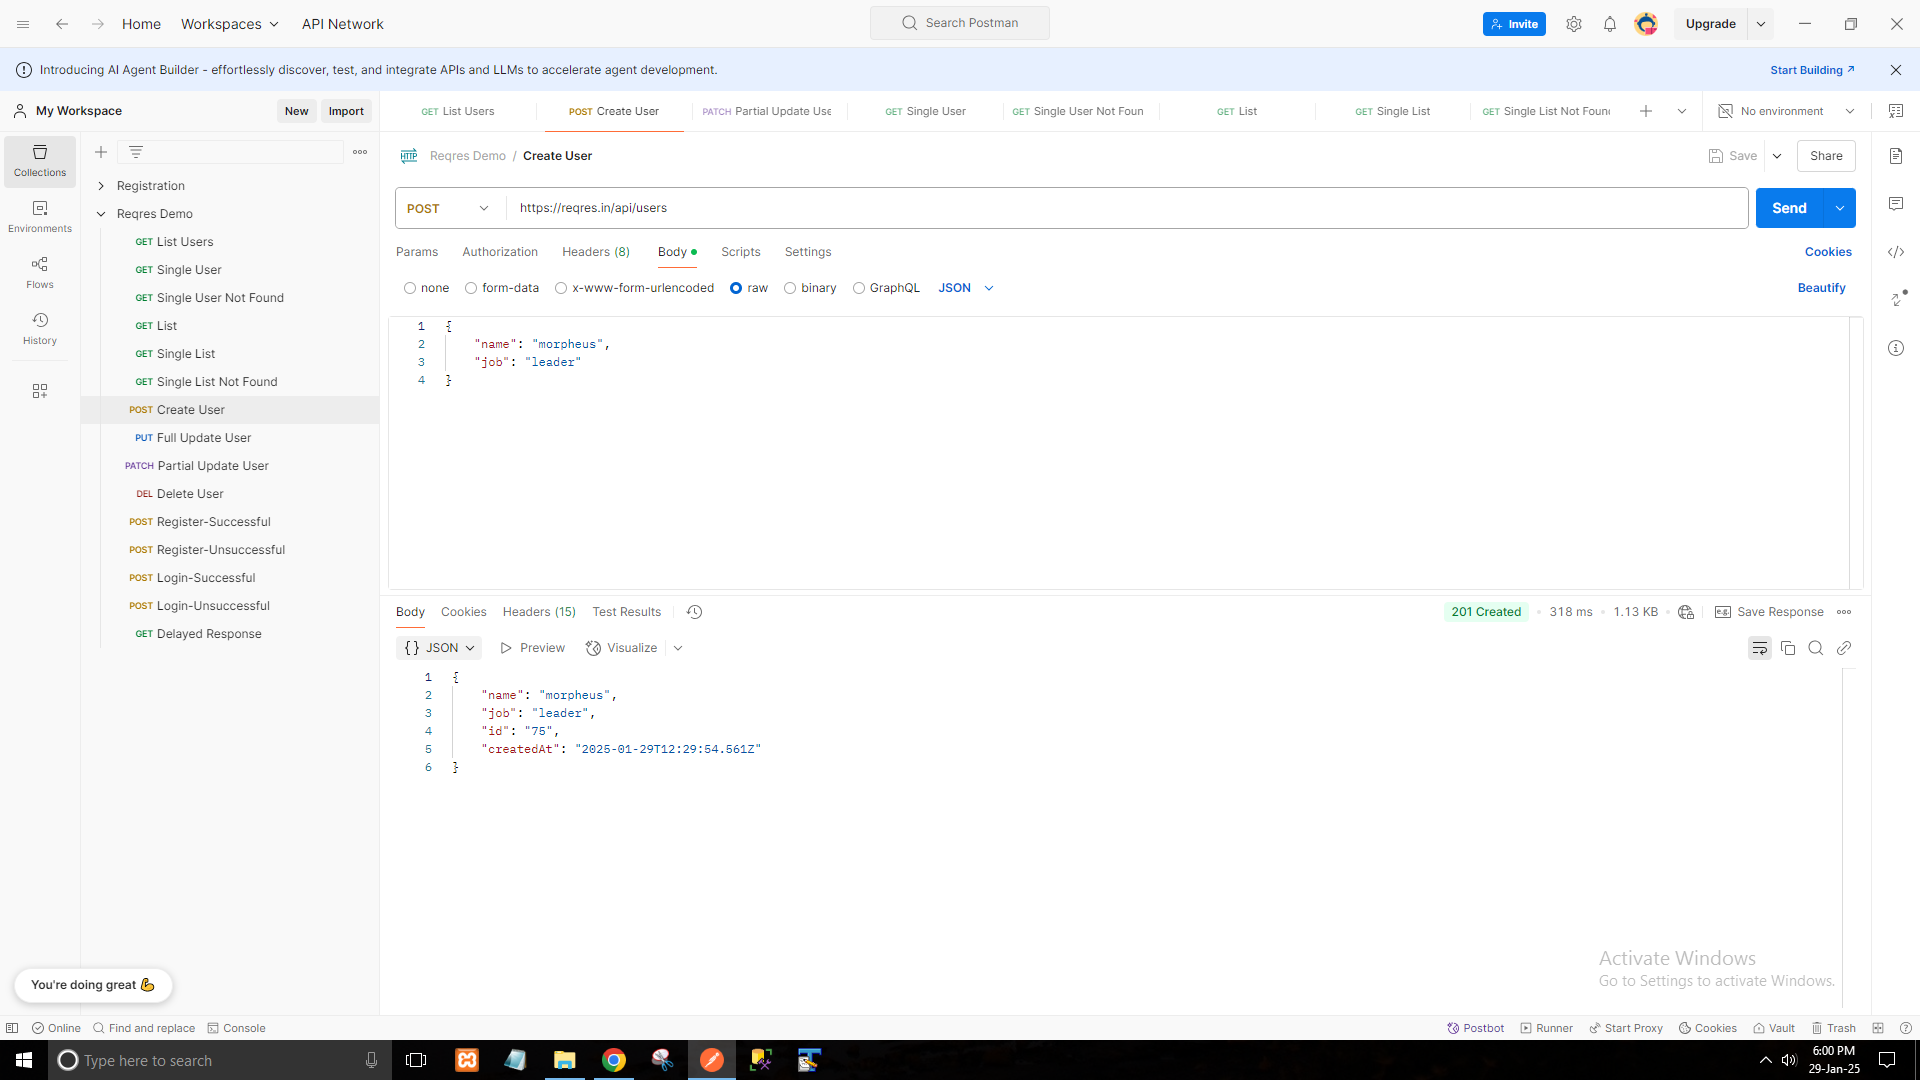 Home Workspaces API Network
Search Postman
Invite Upgrade
Introducing AI Agent Builder - effortlessly discover, test, and integrate APIs and LLMs to accelerate agent development.
Start Building
My Workspace New Import
GET List Users
POST Create User
PATCH Partial Update Use
GET Single User
GET Single User Not Foun
GET List
GET Single List
GET Single List Not Foun
No environment
Collections
Environments
Flows
History
Registration
Reqres Demo
GET List Users
GET Single User
GET Single User Not Found
GET List
GET Single List
GET Single List Not Found
POST Create User
PUT Full Update User
PATCH Partial Update User
DEL Delete User
POST Register-Successful
POST Register-Unsuccessful
POST Login-Successful
POST Login-Unsuccessful
GET Delayed Response
HTTP Reqres Demo / Create User
Save Share
POST https://reqres.in/api/users Send
Params Authorization Headers (8) Body Scripts Settings Cookies
none form-data x-www-form-urlencoded raw binary GraphQL JSON Beautify
1 {
2 "name": "morpheus",
3 "job": "leader"
4 }
Body Cookies Headers (15) Test Results
201 Created 318 ms 1.13 KB e.g. Save Response
{} JSON Preview Visualize
1 {
2 "name": "morpheus",
3 "job": "leader",
4 "id": "75",
5 "createdAt": "2025-01-29T12:29:54.561Z"
6 }
Activate Windows
Go to Settings to activate Windows.
You're doing great 💪
Online Find and replace Console
Postbot Runner Start Proxy Cookies Vault Trash
Type here to search
6:00 PM
29-Jan-25